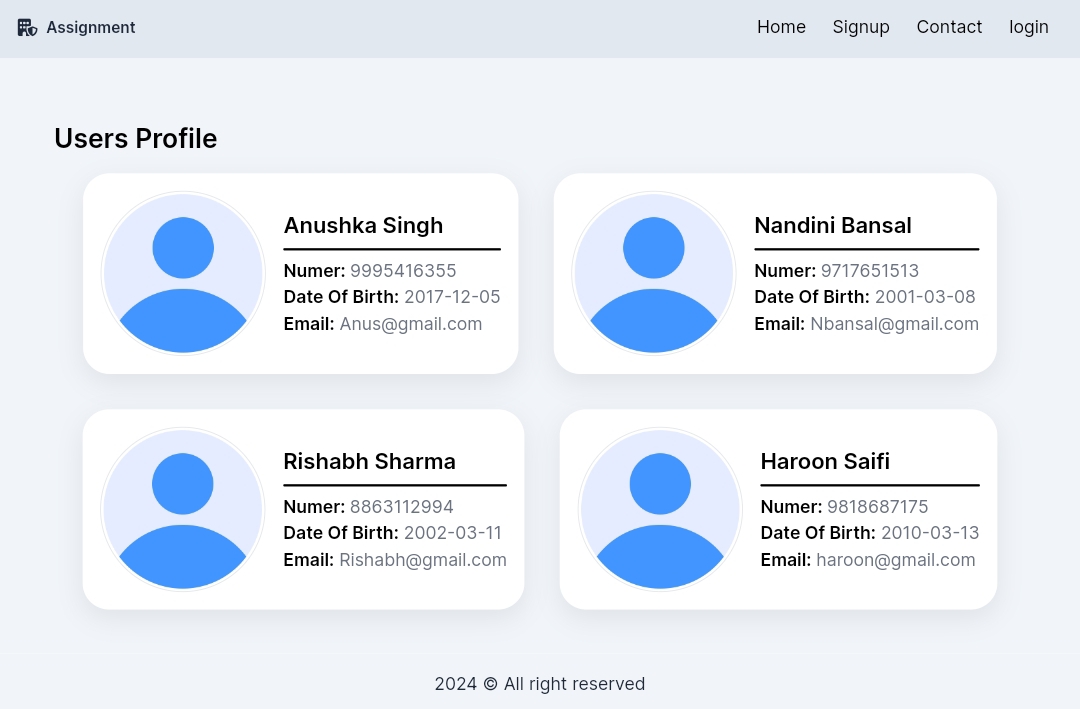 Assignment
Home Signup Contact login
Users Profile
Anushka Singh
Numer: 9995416355
Date Of Birth: 2017-12-05
Email: Anus@gmail.com
Nandini Bansal
Numer: 9717651513
Date Of Birth: 2001-03-08
Email: Nbansal@gmail.com
Rishabh Sharma
Numer: 8863112994
Date Of Birth: 2002-03-11
Email: Rishabh@gmail.com
Haroon Saifi
Numer: 9818687175
Date Of Birth: 2010-03-13
Email: haroon@gmail.com
2024 © All right reserved